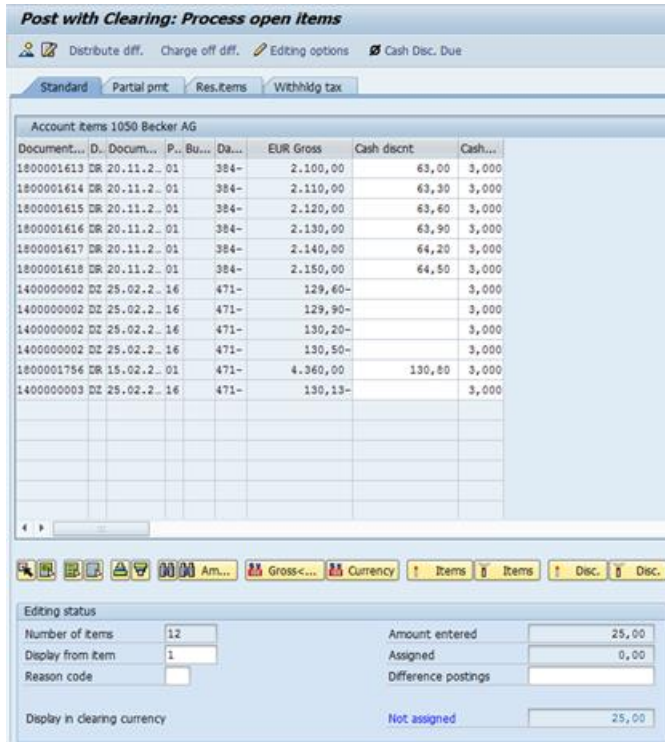 Post with Clearing: Process open items
Distribute diff. Charge off diff. Editing options Cash Disc. Due
Standard Partial pmt Res.items Withhldg tax
Account items 1050 Becker AG
Document... D.. Docum... P.. Bu... Da... EUR Gross Cash discnt Cash...
1800001613 DR 20.11.2… 01 384- 2.100,00 63,00 3,000
1800001614 DR 20.11.2… 01 384- 2.110,00 63,30 3,000
1800001615 DR 20.11.2… 01 384- 2.120,00 63,60 3,000
1800001616 DR 20.11.2… 01 384- 2.130,00 63,90 3,000
1800001617 DR 20.11.2… 01 384- 2.140,00 64,20 3,000
1800001618 DR 20.11.2… 01 384- 2.150,00 64,50 3,000
1400000002 DZ 25.02.2… 16 471- 129,60- 3,000
1400000002 DZ 25.02.2… 16 471- 129,90- 3,000
1400000002 DZ 25.02.2… 16 471- 130,20- 3,000
1400000002 DZ 25.02.2… 16 471- 130,50- 3,000
1800001756 DR 15.02.2… 01 471- 4.360,00 130,80 3,000
1400000003 DZ 25.02.2… 16 471- 130,13- 3,000
Am... Gross<... Currency Items Items Disc. Disc.
Editing status
Number of items 12 Amount entered 25,00
Display from item 1 Assigned 0,00
Reason code Difference postings
Display in clearing currency Not assigned 25,00